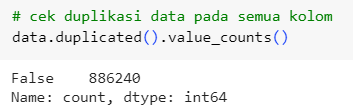 # cek duplikasi data pada semua kolom
data.duplicated().value_counts()
False    886240
Name: count, dtype: int64